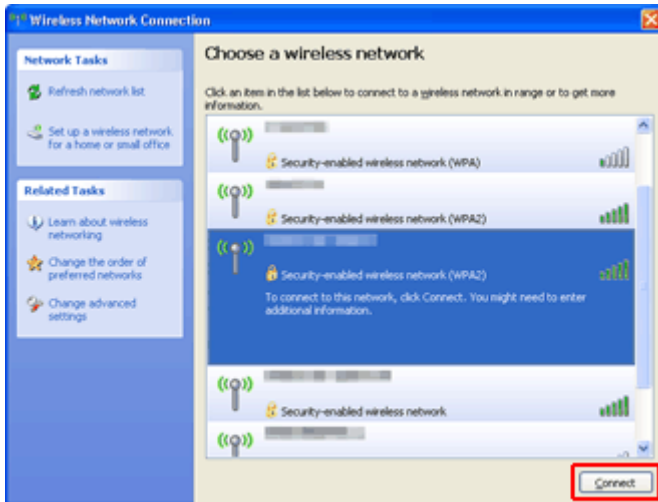 Wireless Network Connection
Network Tasks
Refresh network list
Set up a wireless network
for a home or small office
Related Tasks
Learn about wireless
networking
Change the order of
preferred networks
Change advanced
settings
Choose a wireless network
Click an item in the list below to connect to a wireless network in range or to get more
information.
Security-enabled wireless network (WPA)
Security-enabled wireless network (WPA2)
Security-enabled wireless network (WPA2)
To connect to this network, click Connect. You might need to enter
additional information.
Security-enabled wireless network
Connect